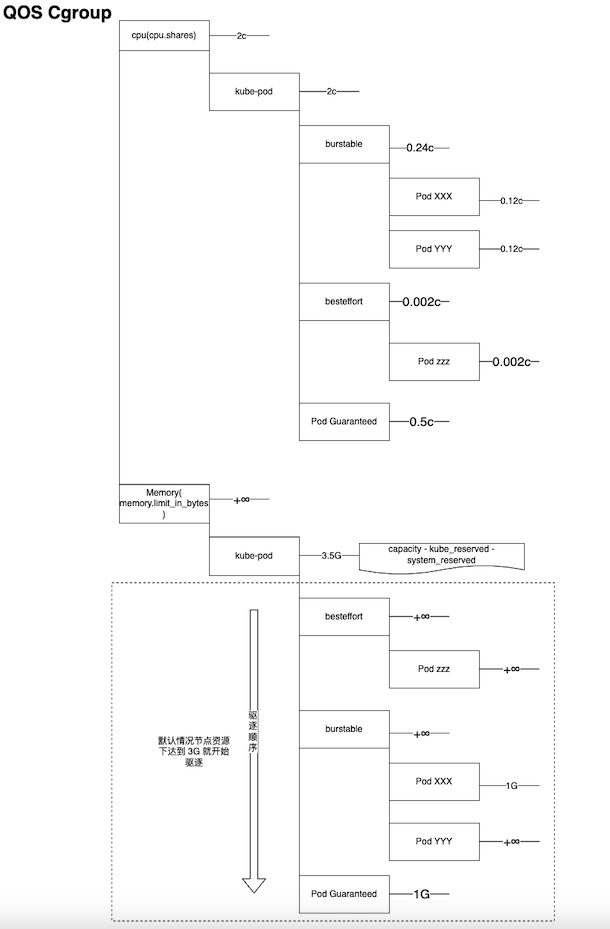 QOS Cgroup
cpu(cpu.shares)
2c
kube-pod
2c
burstable
0.24c
Pod XXX
0.12c
Pod YYY
0.12c
besteffort
0.002c
Pod zzz
0.002c
Pod Guaranteed
0.5c
Memory(
memory.limit_in_bytes
)
+∞
kube-pod
3.5G
capacity - kube_reserved -
system_reserved
besteffort
+∞
Pod zzz
+∞
驱逐顺序
默认情况节点资源
下达到 3G 就开始
驱逐
burstable
+∞
Pod XXX
1G
Pod YYY
+∞
Pod Guaranteed
1G